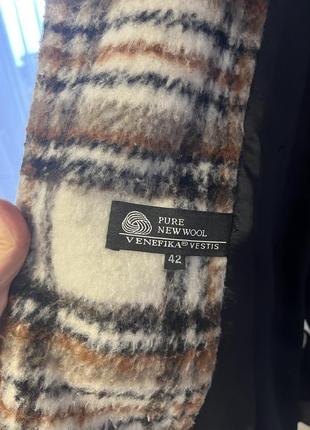 PURE
NEW WOOL
VENEFIKA® VESTIS
42